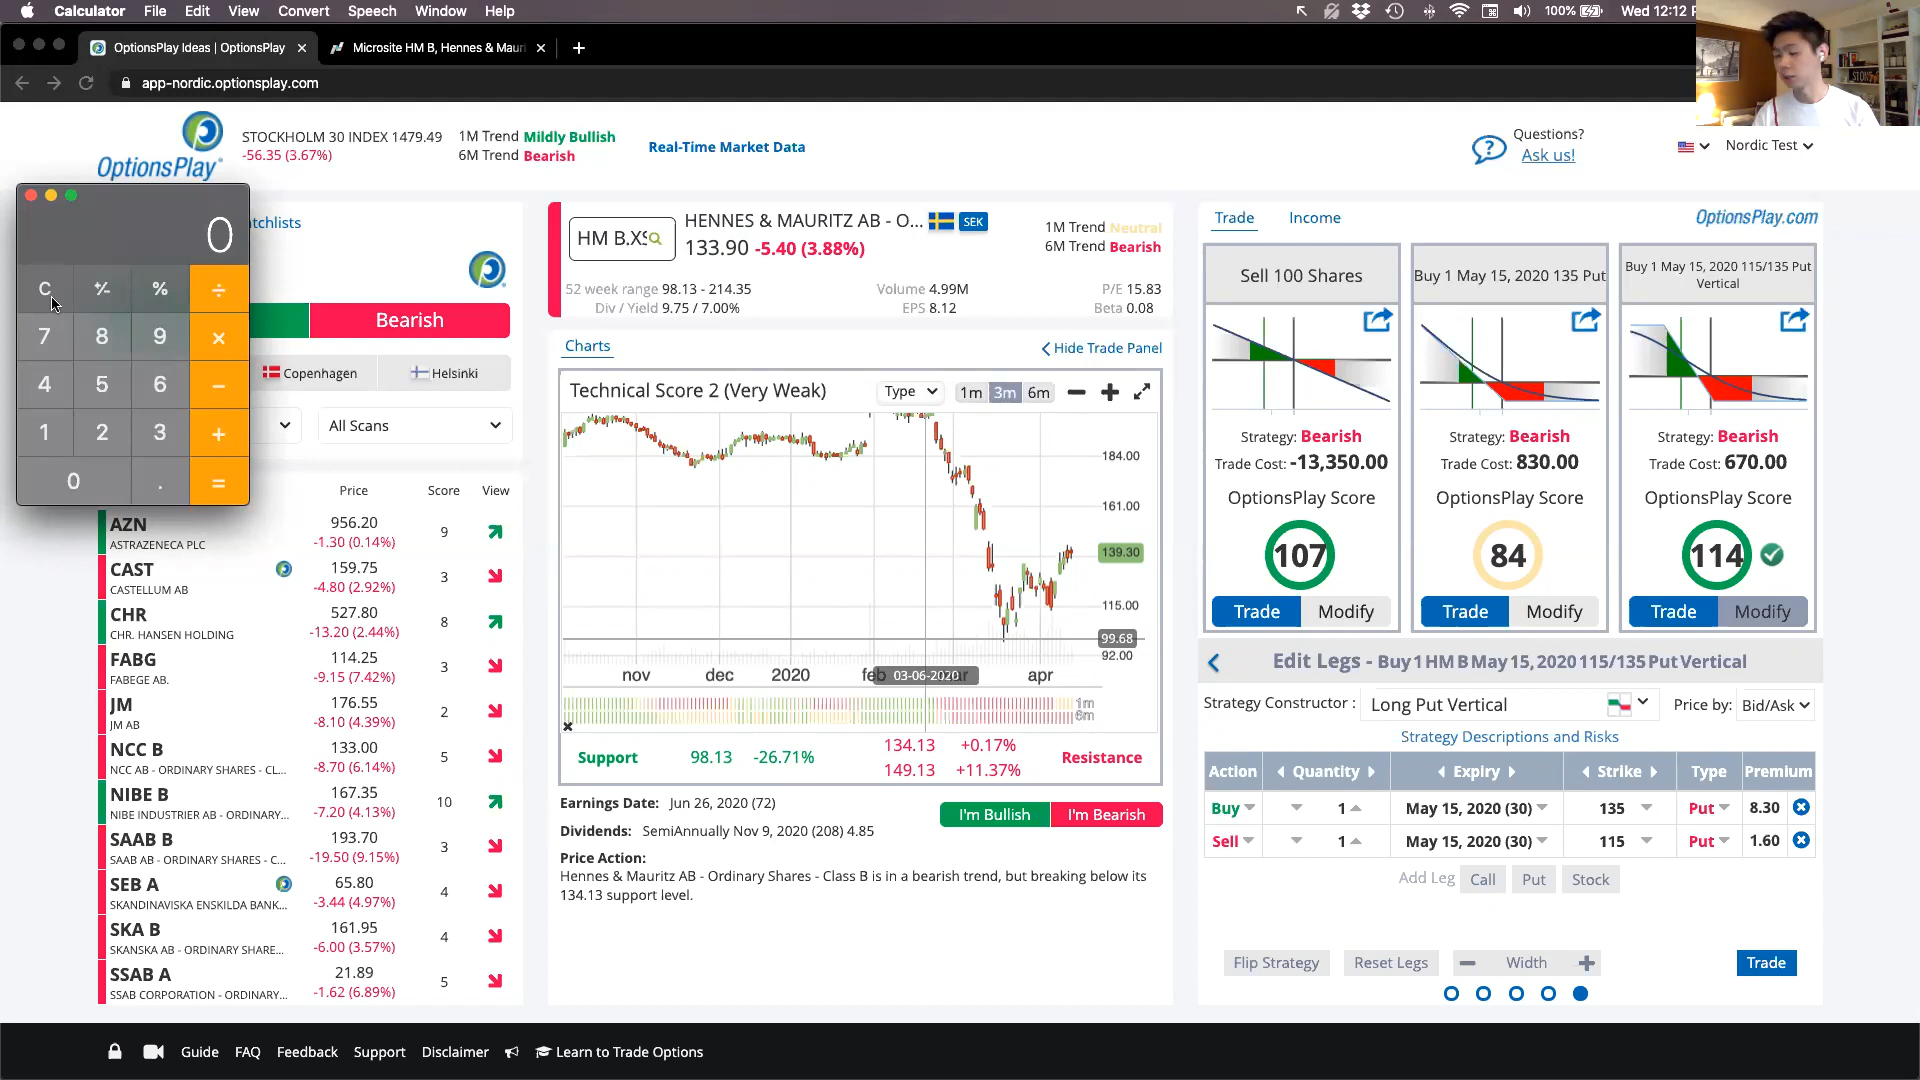 Calculator File Edit View Convert Speech Window Help
100% Wed 12:12 P
OptionsPlay Ideas | OptionsPlay
Microsite HM B, Hennes & Mauri
app-nordic.optionsplay.com
OptionsPlay
STOCKHOLM 30 INDEX 1479.49
-56.35 (3.67%)
1M Trend Mildly Bullish
6M Trend Bearish
Real-Time Market Data
Questions?
Ask us!
Nordic Test
0
C +/- % ÷
7 8 9 ×
4 5 6 −
1 2 3 +
0 . =
tchlists
Bearish
Copenhagen
Helsinki
All Scans
Price Score View
AZN
ASTRAZENECA PLC
956.20
-1.30 (0.14%)
9
CAST
CASTELLUM AB
159.75
-4.80 (2.92%)
3
CHR
CHR. HANSEN HOLDING
527.80
-13.20 (2.44%)
8
FABG
FABEGE AB.
114.25
-9.15 (7.42%)
3
JM
JM AB
176.55
-8.10 (4.39%)
2
NCC B
NCC AB - ORDINARY SHARES - CL...
133.00
-8.70 (6.14%)
5
NIBE B
NIBE INDUSTRIER AB - ORDINARY...
167.35
-7.20 (4.13%)
10
SAAB B
SAAB AB - ORDINARY SHARES - C...
193.70
-19.50 (9.15%)
3
SEB A
SKANDINAVISKA ENSKILDA BANK...
65.80
-3.44 (4.97%)
4
SKA B
SKANSKA AB - ORDINARY SHARE...
161.95
-6.00 (3.57%)
4
SSAB A
SSAB CORPORATION - ORDINARY...
21.89
-1.62 (6.89%)
5
HM B.XS
HENNES & MAURITZ AB - O...
SEK
133.90 -5.40 (3.88%)
1M Trend Neutral
6M Trend Bearish
52 week range 98.13 - 214.35
Volume 4.99M
P/E 15.83
Div / Yield 9.75 / 7.00%
EPS 8.12
Beta 0.08
Charts
Hide Trade Panel
Technical Score 2 (Very Weak)
Type
1m 3m 6m
184.00
161.00
139.30
115.00
99.68
92.00
nov dec 2020 feb 03-06-2020 ar apr
1m
6m
Support 98.13 -26.71%
134.13 +0.17%
149.13 +11.37%
Resistance
Earnings Date: Jun 26, 2020 (72)
Dividends: SemiAnnually Nov 9, 2020 (208) 4.85
I'm Bullish
I'm Bearish
Price Action:
Hennes & Mauritz AB - Ordinary Shares - Class B is in a bearish trend, but breaking below its
134.13 support level.
Trade Income
OptionsPlay.com
Sell 100 Shares
Strategy: Bearish
Trade Cost: -13,350.00
OptionsPlay Score
107
Trade Modify
Buy 1 May 15, 2020 135 Put
Strategy: Bearish
Trade Cost: 830.00
OptionsPlay Score
84
Trade Modify
Buy 1 May 15, 2020 115/135 Put
Vertical
Strategy: Bearish
Trade Cost: 670.00
OptionsPlay Score
114
Trade Modify
Edit Legs - Buy 1 HM B May 15, 2020 115/135 Put Vertical
Strategy Constructor : Long Put Vertical
Price by: Bid/Ask
Strategy Descriptions and Risks
Action Quantity Expiry Strike Type Premium
Buy 1 May 15, 2020 (30) 135 Put 8.30
Sell 1 May 15, 2020 (30) 115 Put 1.60
Add Leg Call Put Stock
Flip Strategy Reset Legs Width
Trade
Guide FAQ Feedback Support Disclaimer Learn to Trade Options